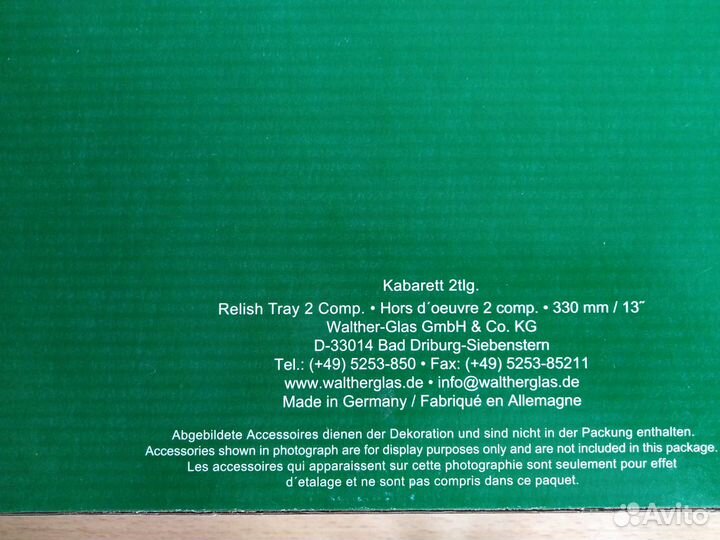 Kabarett 2tlg.
Relish Tray 2 Comp. • Hors d´oeuvre 2 comp. • 330 mm / 13˝
Walther-Glas GmbH & Co. KG
D-33014 Bad Driburg-Siebenstern
Tel.: (+49) 5253-850 • Fax: (+49) 5253-85211
www.waltherglas.de • info@waltherglas.de
Made in Germany / Fabriqué en Allemagne
Abgebildete Accessoires dienen der Dekoration und sind nicht in der Packung enthalten.
Accessories shown in photograph are for display purposes only and are not included in this package.
Les accessoires qui apparaissent sur cette photographie sont seulement pour effet
d´etalage et ne sont pas compris dans ce paquet.
Avito